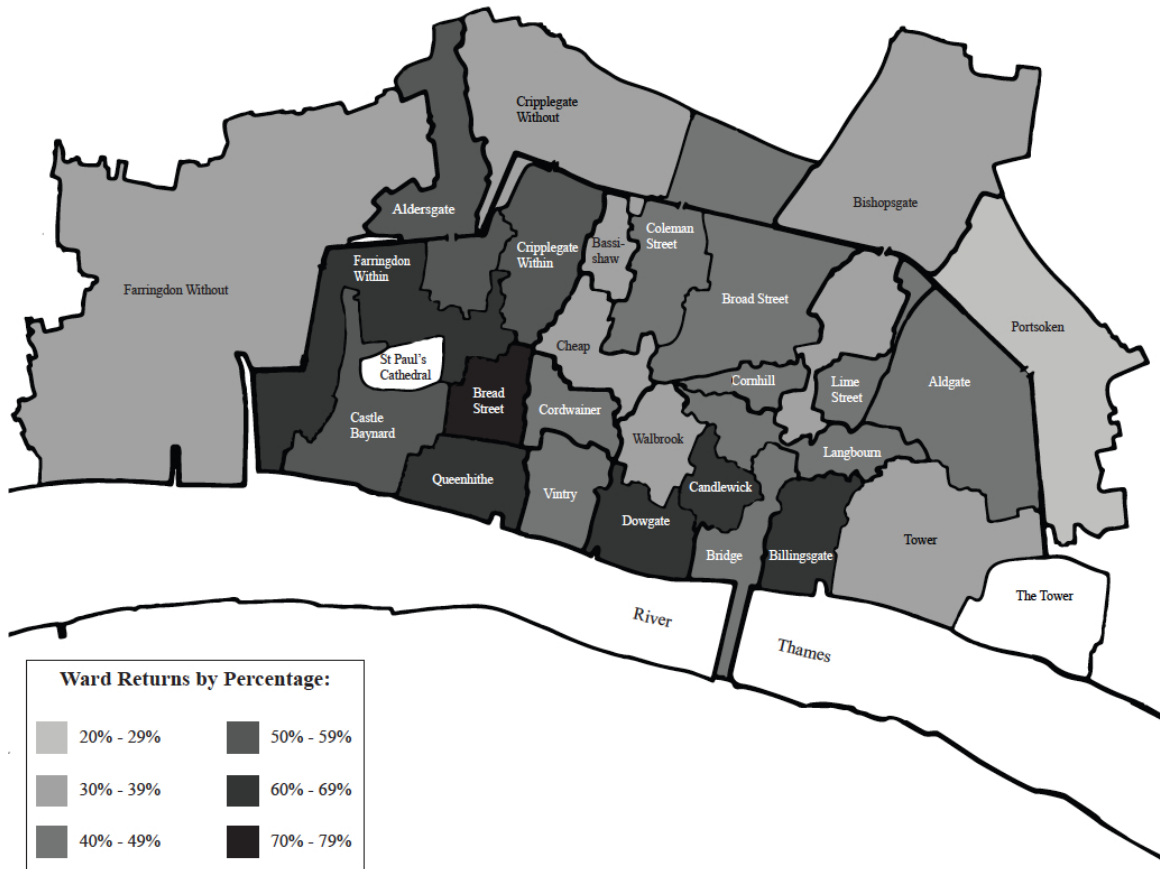 Cripplegate
Without
Bishopsgate
Aldersgate
Coleman
Street
Bassi-
shaw
Cripplegate
Within
Farringdon
Within
Farringdon Without
Broad Street
Portsoken
Cheap
St Paul's
Cathedral
Cornhill
Lime
Street
Aldgate
Bread
Street
Cordwainer
Castle
Baynard
Walbrook
Langbourn
Queenhithe
Vintry
Candlewick
Dowgate
Bridge
Billingsgate
Tower
The Tower
River
Thames
Ward Returns by Percentage:
20% - 29%
50% - 59%
30% - 39%
60% - 69%
40% - 49%
70% - 79%